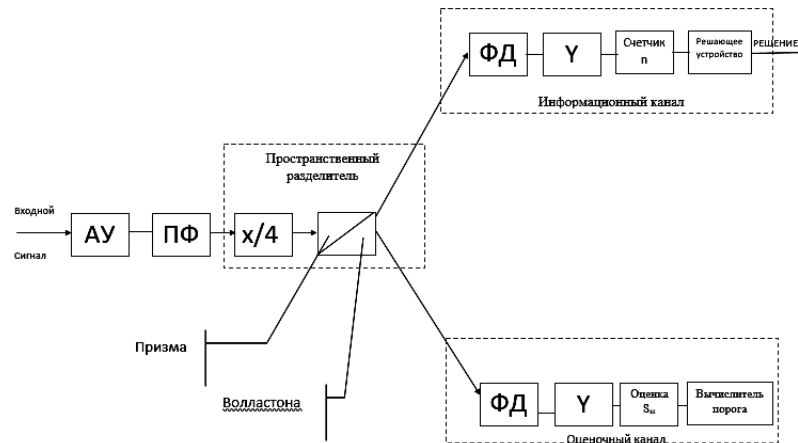 ФД
Y
Счетчик
n
Решающее
устройство
РЕШЕНИЕ
Информационный канал
Пространственный
разделитель
Входной
Сигнал
АУ
ПФ
x/4
Призма
Волластона
ФД
Y
Оценка
Sш
Вычислитель
порога
Оценочный канал